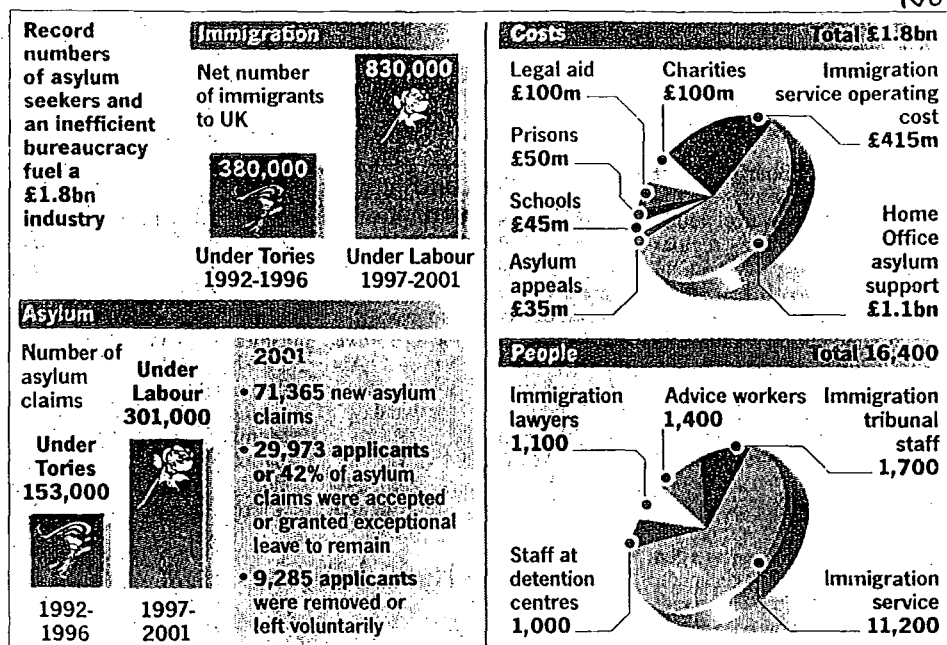 Record
numbers
of asylum
seekers and
an inefficient
bureaucracy
fuel a
£1.8bn
industry
Immigration
Net number
of immigrants
to UK
380,000
830,000
Under Tories
1992-1996
Under Labour
1997-2001
Asylum
Number of
asylum
claims
Under
Tories
153,000
Under
Labour
301,000
1992-
1996
1997-
2001
2001
• 71,365 new asylum
claims
• 29,973 applicants
or 42% of asylum
claims were accepted
or granted exceptional
leave to remain
• 9,285 applicants
were removed or
left voluntarily
Costs Total £1.8bn
Legal aid
£100m
Prisons
£50m
Schools
£45m
Asylum
appeals
£35m
Charities
£100m
Immigration
service operating
cost
£415m
Home
Office
asylum
support
£1.1bn
People Total 16,400
Immigration
lawyers
1,100
Advice workers
1,400
Immigration
tribunal
staff
1,700
Staff at
detention
centres
1,000
Immigration
service
11,200